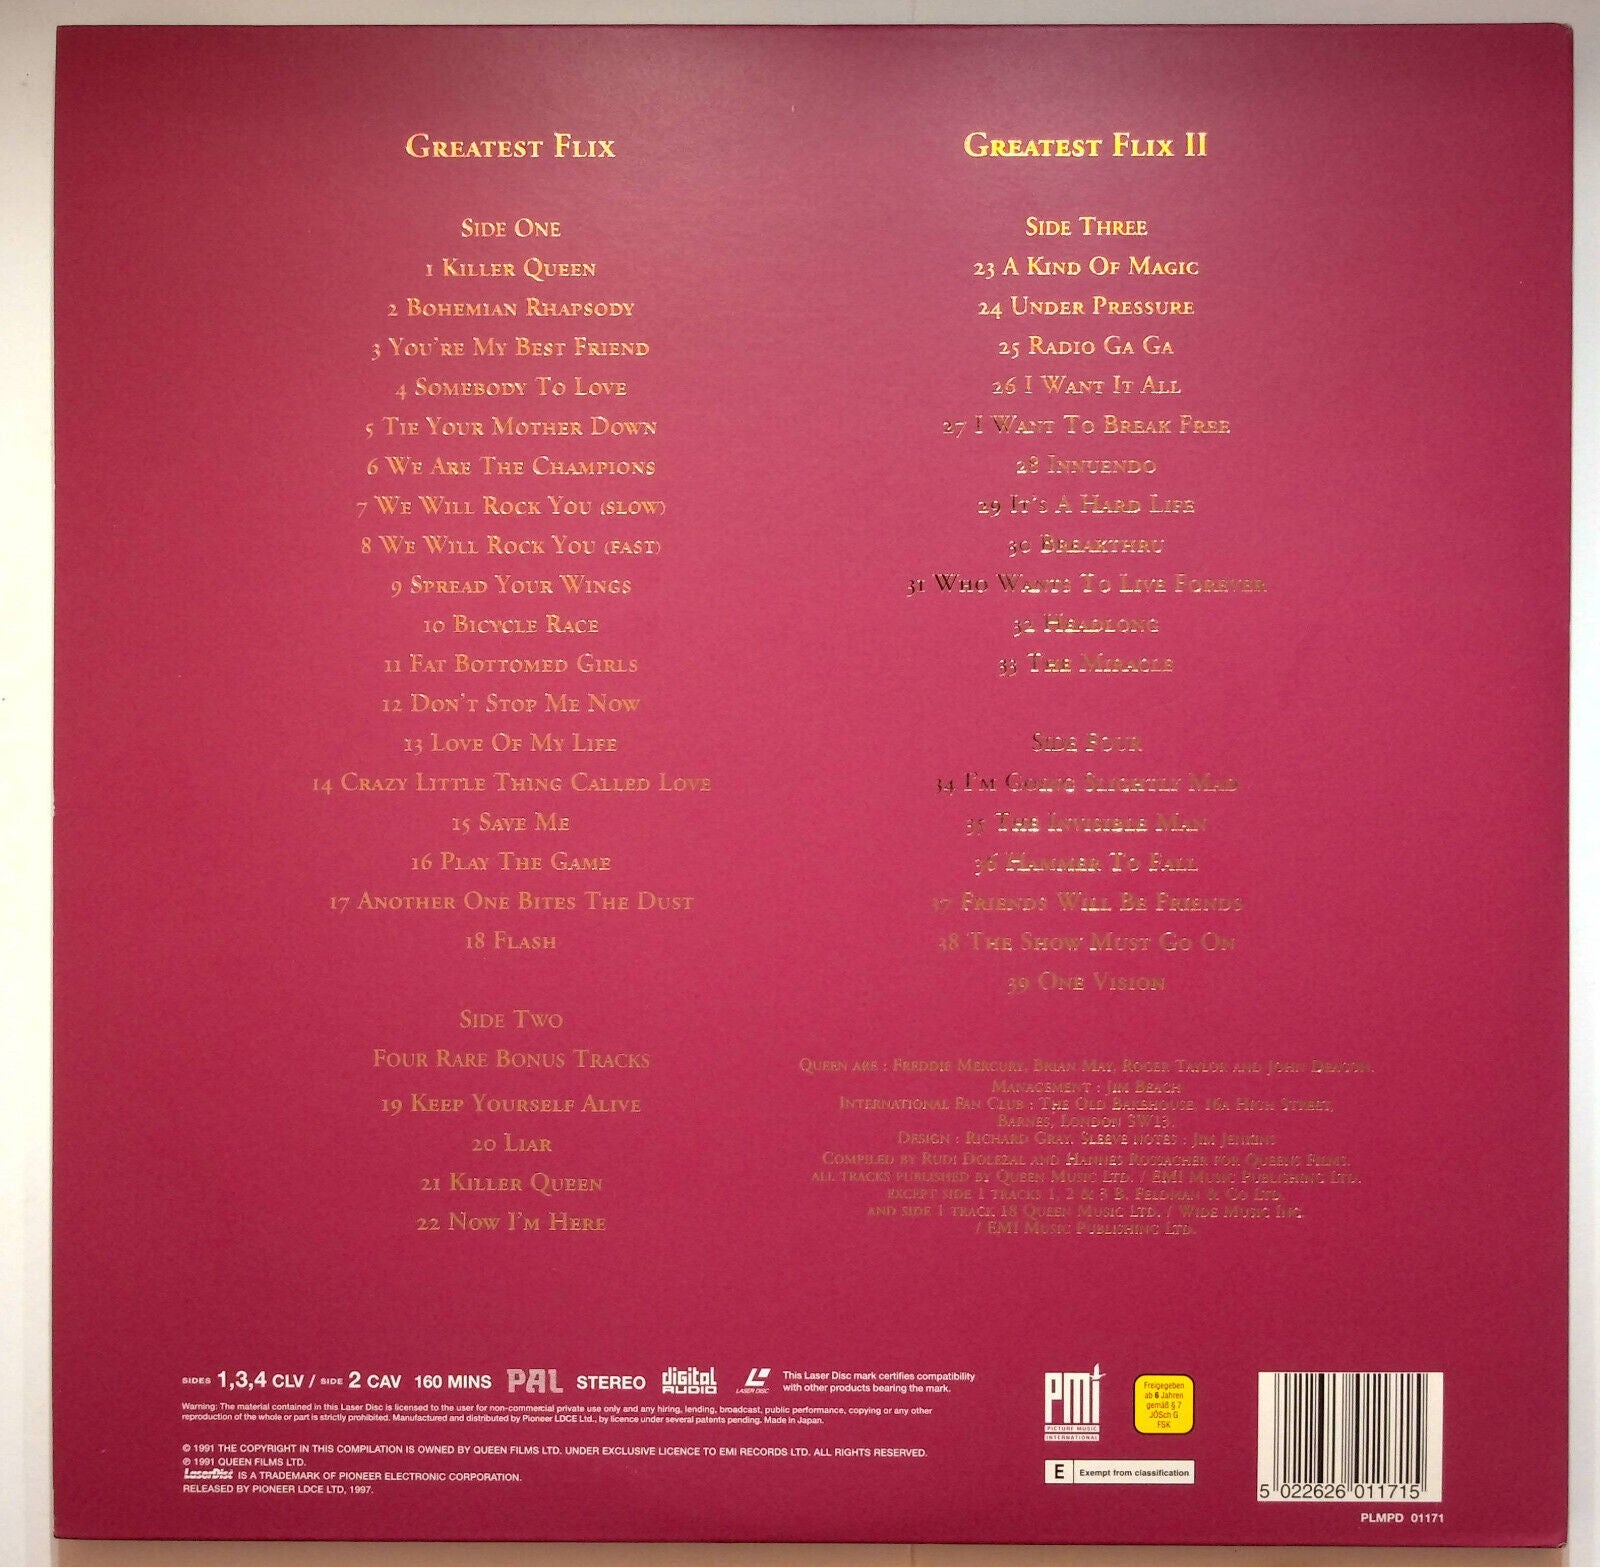 GREATEST FLIX
SIDE ONE
1 KILLER QUEEN
2 BOHEMIAN RHAPSODY
3 YOU'RE MY BEST FRIEND
4 SOMEBODY TO LOVE
5 TIE YOUR MOTHER DOWN
6 WE ARE THE CHAMPIONS
7 WE WILL ROCK YOU (SLOW)
8 WE WILL ROCK YOU (FAST)
9 SPREAD YOUR WINGS
10 BICYCLE RACE
11 FAT BOTTOMED GIRLS
12 DON'T STOP ME NOW
13 LOVE OF MY LIFE
14 CRAZY LITTLE THING CALLED LOVE
15 SAVE ME
16 PLAY THE GAME
17 ANOTHER ONE BITES THE DUST
18 FLASH
SIDE TWO
FOUR RARE BONUS TRACKS
19 KEEP YOURSELF ALIVE
20 LIAR
21 KILLER QUEEN
22 NOW I'M HERE
GREATEST FLIX II
SIDE THREE
23 A KIND OF MAGIC
24 UNDER PRESSURE
25 RADIO GA GA
26 I WANT IT ALL
27 I WANT TO BREAK FREE
28 INNUENDO
29 IT'S A HARD LIFE
30 BREAKTHRU
31 WHO WANTS TO LIVE FOREVER
32 HEADLONG
33 THE MIRACLE
SIDE FOUR
34 I'M GOING SLIGHTLY MAD
35 THE INVISIBLE MAN
36 HAMMER TO FALL
37 FRIENDS WILL BE FRIENDS
38 THE SHOW MUST GO ON
39 ONE VISION
QUEEN ARE : FREDDIE MERCURY, BRIAN MAY, ROGER TAYLOR AND JOHN DEACON.
MANAGEMENT : JIM BEACH
INTERNATIONAL FAN CLUB : THE OLD BAKEHOUSE, 16A HIGH STREET,
BARNES, LONDON SW13.
DESIGN : RICHARD GRAY. SLEEVE NOTES : JIM JENKINS
COMPILED BY RUDI DOLEZAL AND HANNES ROSSACHER FOR QUEENS FILMS.
ALL TRACKS PUBLISHED BY QUEEN MUSIC LTD. / EMI MUSIC PUBLISHING LTD.
EXCEPT SIDE 1 TRACKS 1, 2 & 3 B. FELDMAN & CO LTD.
AND SIDE 1 TRACK 18 QUEEN MUSIC LTD. / WIDE MUSIC INC.
/ EMI MUSIC PUBLISHING LTD.
SIDES 1,3,4 CLV / SIDE 2 CAV 160 MINS PAL STEREO digital AUDIO LASER DISC
This Laser Disc mark certifies compatibility
with other products bearing the mark.
Warning: The material contained in this Laser Disc is licensed to the user for non-commercial private use only and any hiring, lending, broadcast, public performance, copying or any other
reproduction of the whole or part is strictly prohibited. Manufactured and distributed by Pioneer LDCE Ltd., by licence under several patents pending. Made in Japan.
© 1991 THE COPYRIGHT IN THIS COMPILATION IS OWNED BY QUEEN FILMS LTD. UNDER EXCLUSIVE LICENCE TO EMI RECORDS LTD. ALL RIGHTS RESERVED.
℗ 1991 QUEEN FILMS LTD.
LaserDisc IS A TRADEMARK OF PIONEER ELECTRONIC CORPORATION.
RELEASED BY PIONEER LDCE LTD, 1997.
pmi
PICTURE MUSIC
INTERNATIONAL
Freigegeben
ab 6 Jahren
gemäß § 7
JÖSch G
FSK
E Exempt from classification
5 022626 011715
PLMPD 01171